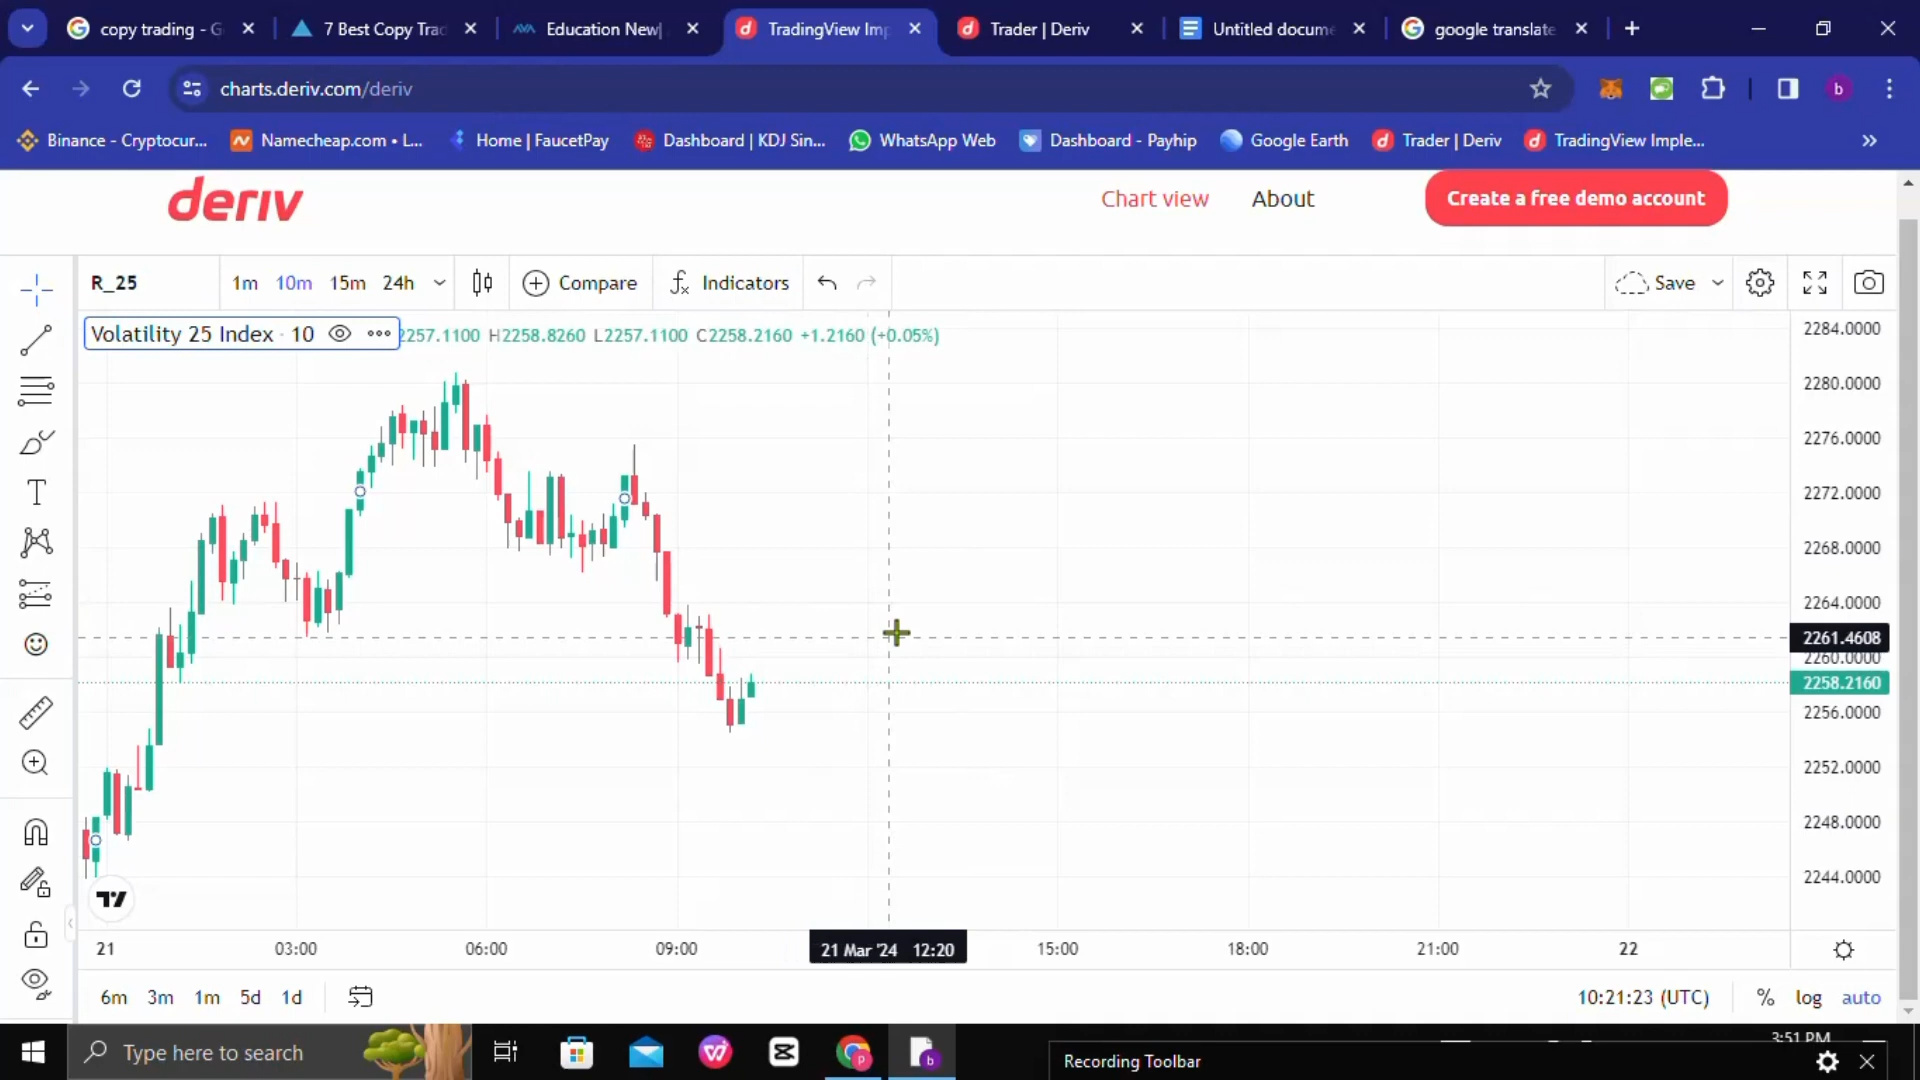 copy trading - G
7 Best Copy Trac
Education New
TradingView Imp
Trader | Deriv
Untitled docume
google translate
charts.deriv.com/deriv
b
Binance - Cryptocur...
Namecheap.com • L...
Home | FaucetPay
Dashboard | KDJ Sin...
WhatsApp Web
Dashboard - Payhip
Google Earth
Trader | Deriv
TradingView Imple...
deriv
Chart view
About
Create a free demo account
R_25
1m 10m 15m 24h
Compare
Indicators
Save
Volatility 25 Index · 10
2257.1100 H2258.8260 L2257.1100 C2258.2160 +1.2160 (+0.05%)
2284.0000
2280.0000
2276.0000
2272.0000
2268.0000
2264.0000
2261.4608
2260.0000
2258.2160
2256.0000
2252.0000
2248.0000
2244.0000
21 03:00 06:00 09:00 21 Mar '24 12:20 15:00 18:00 21:00 22
6m 3m 1m 5d 1d
10:21:23 (UTC) % log auto
Type here to search
3:51 PM
Recording Toolbar